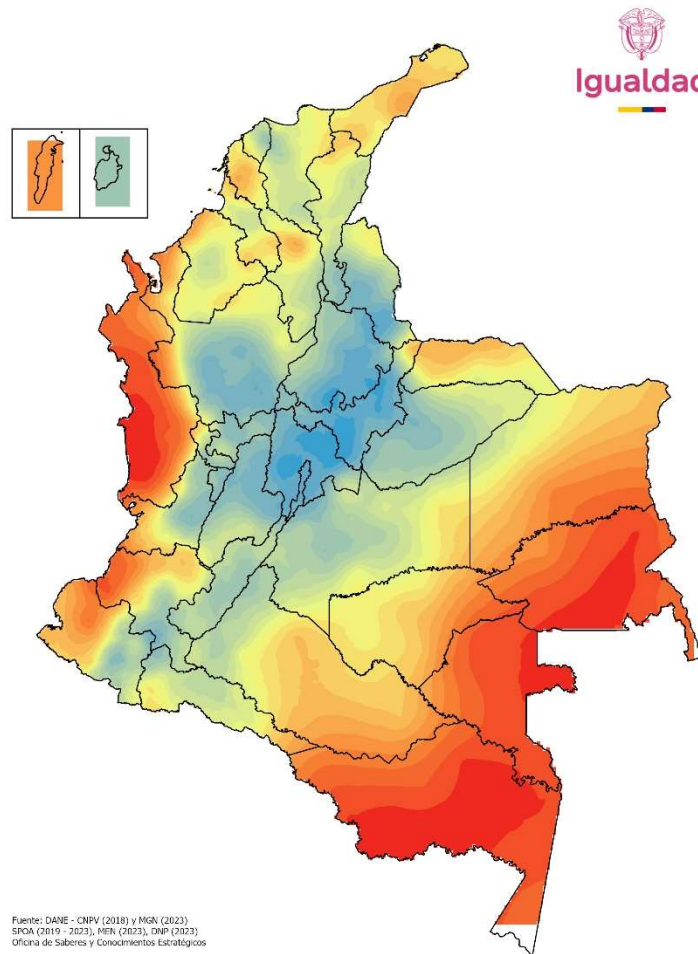 Igualdad
Fuente: DANE - CNPV (2018) y MGN (2023)
SPOA (2019 - 2023), MEN (2023), DNP (2023)
Oficina de Saberes y Conocimientos Estratégicos